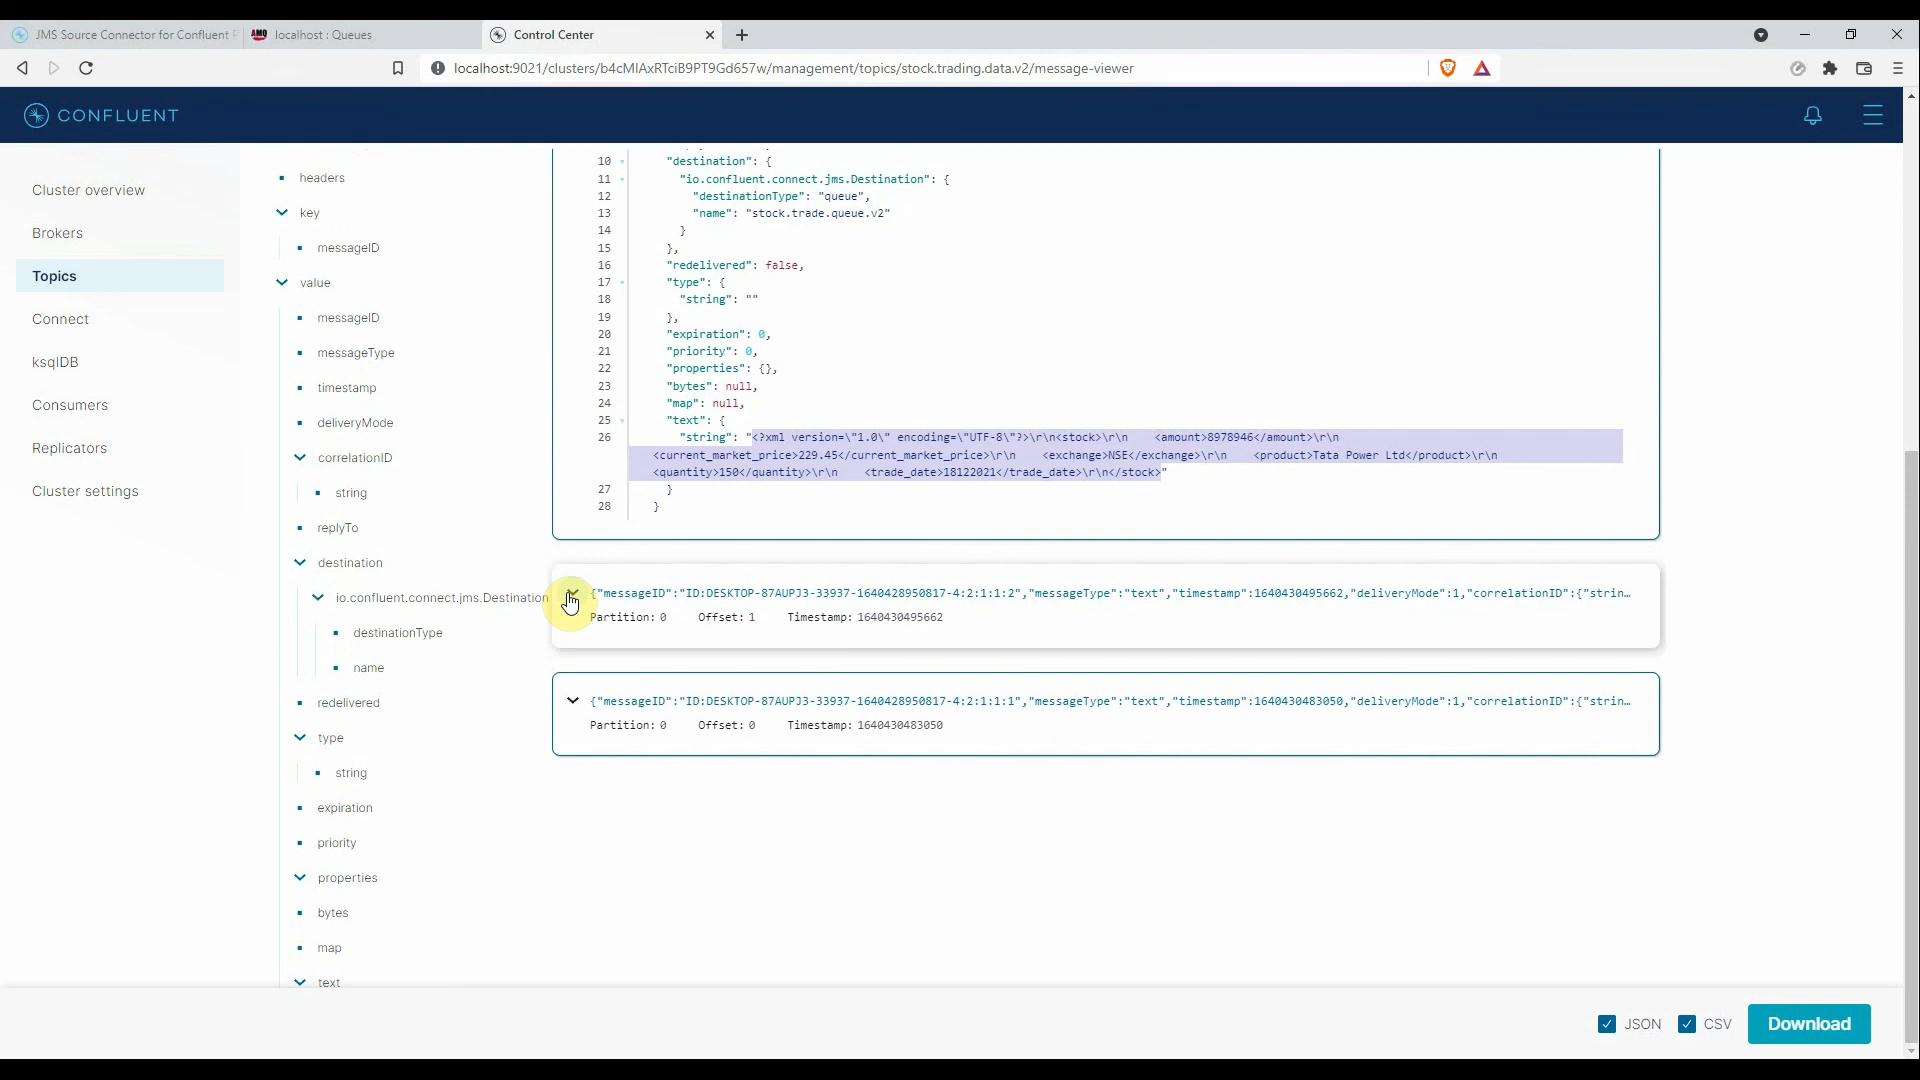 JMS Source Connector for Confluent
AMQ localhost : Queues
Control Center
localhost:9021/clusters/b4cMlAxRTciB9PT9Gd657w/management/topics/stock.trading.data.v2/message-viewer
CONFLUENT
Cluster overview
Brokers
Topics
Connect
ksqlDB
Consumers
Replicators
Cluster settings
headers
key
messageID
value
messageID
messageType
timestamp
deliveryMode
correlationID
string
replyTo
destination
io.confluent.connect.jms.Destination
destinationType
name
redelivered
type
string
expiration
priority
properties
bytes
map
text
10 "destination": {
11 "io.confluent.connect.jms.Destination": {
12 "destinationType": "queue",
13 "name": "stock.trade.queue.v2"
14 }
15 },
16 "redelivered": false,
17 "type": {
18 "string": ""
19 },
20 "expiration": 0,
21 "priority": 0,
22 "properties": {},
23 "bytes": null,
24 "map": null,
25 "text": {
26 "string": "<?xml version=\"1.0\" encoding=\"UTF-8\"?>\r\n<stock>\r\n    <amount>8978946</amount>\r\n
<current_market_price>229.45</current_market_price>\r\n    <exchange>NSE</exchange>\r\n    <product>Tata Power Ltd</product>\r\n
<quantity>150</quantity>\r\n    <trade_date>18122021</trade_date>\r\n</stock>"
27 }
28 }
{"messageID":"ID:DESKTOP-87AUPJ3-33937-1640428950817-4:2:1:1:2","messageType":"text","timestamp":1640430495662,"deliveryMode":1,"correlationID":{"strin…
Partition: 0 Offset: 1 Timestamp: 1640430495662
{"messageID":"ID:DESKTOP-87AUPJ3-33937-1640428950817-4:2:1:1:1","messageType":"text","timestamp":1640430483050,"deliveryMode":1,"correlationID":{"strin…
Partition: 0 Offset: 0 Timestamp: 1640430483050
JSON CSV Download